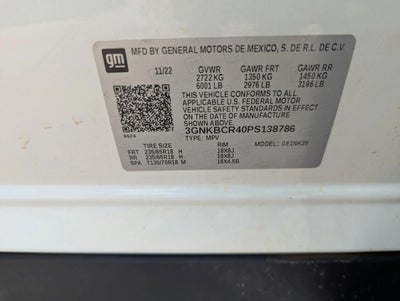 gm
MFD BY GENERAL MOTORS DE MEXICO, S. DE R.L. DE C.V.
11/22 GVWR GAWR FRT GAWR RR
2722 KG 1350 KG 1450 KG
6001 LB 2976 LB 3196 LB
THIS VEHICLE CONFORMS TO ALL
APPLICABLE U.S. FEDERAL MOTOR
VEHICLE SAFETY STANDARDS IN EFFECT
ON THE DATE OF MANUFACTURE
SHOWN ABOVE.
3GNKBCR40PS138786
TYPE: MPV MODEL:
TIRE SIZE RIM
FRT 235/65R18 H 18X8J
RR 235/65R18 H 18X8J
SPA T135/70R18 M 18X4.5B